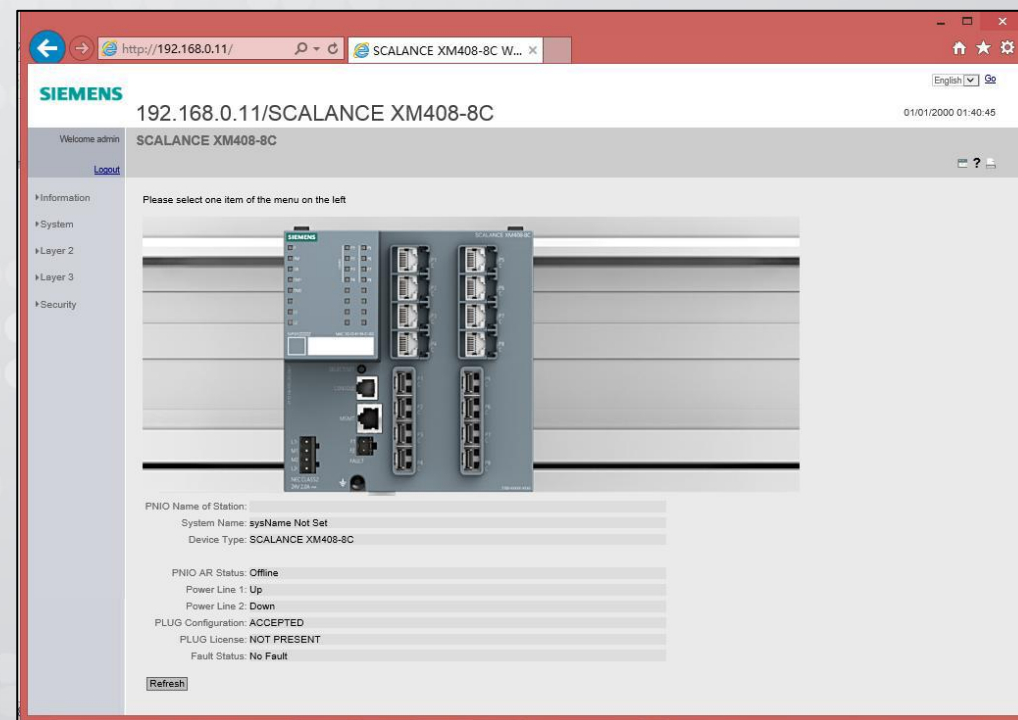 http://192.168.0.11/
SCALANCE XM408-8C W...
English
Go
SIEMENS
192.168.0.11/SCALANCE XM408-8C
01/01/2000 01:40:45
Welcome admin
SCALANCE XM408-8C
Logout
?
Information
Please select one item of the menu on the left
System
Layer 2
Layer 3
Security
SIEMENS
SCALANCE XM408-8C
CONSOLE
MGMT
FAULT
PNIO Name of Station:
System Name: sysName Not Set
Device Type: SCALANCE XM408-8C
PNIO AR Status: Offline
Power Line 1: Up
Power Line 2: Down
PLUG Configuration: ACCEPTED
PLUG License: NOT PRESENT
Fault Status: No Fault
Refresh